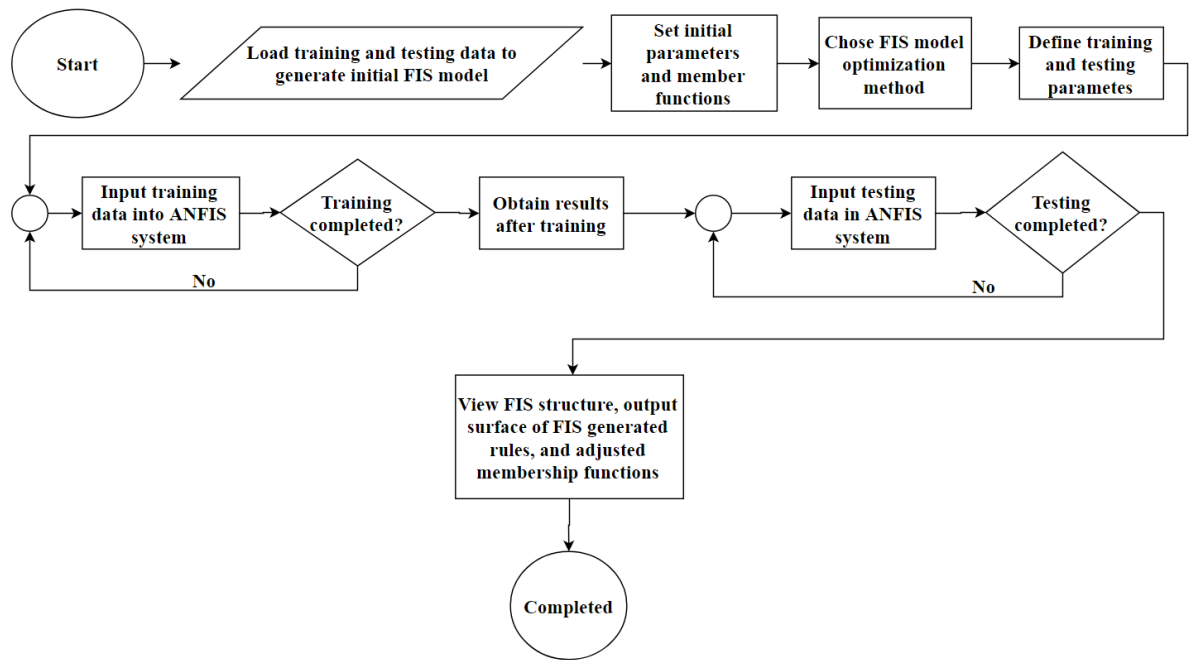 Start
Load training and testing data to
generate initial FIS model
Set initial
parameters
and member
functions
Chose FIS model
optimization
method
Define training
and testing
parametes
Input training
data into ANFIS
system
Training
completed?
No
Obtain results
after training
Input testing
data in ANFIS
system
Testing
completed?
No
View FIS structure, output
surface of FIS generated
rules, and adjusted
membership functions
Completed